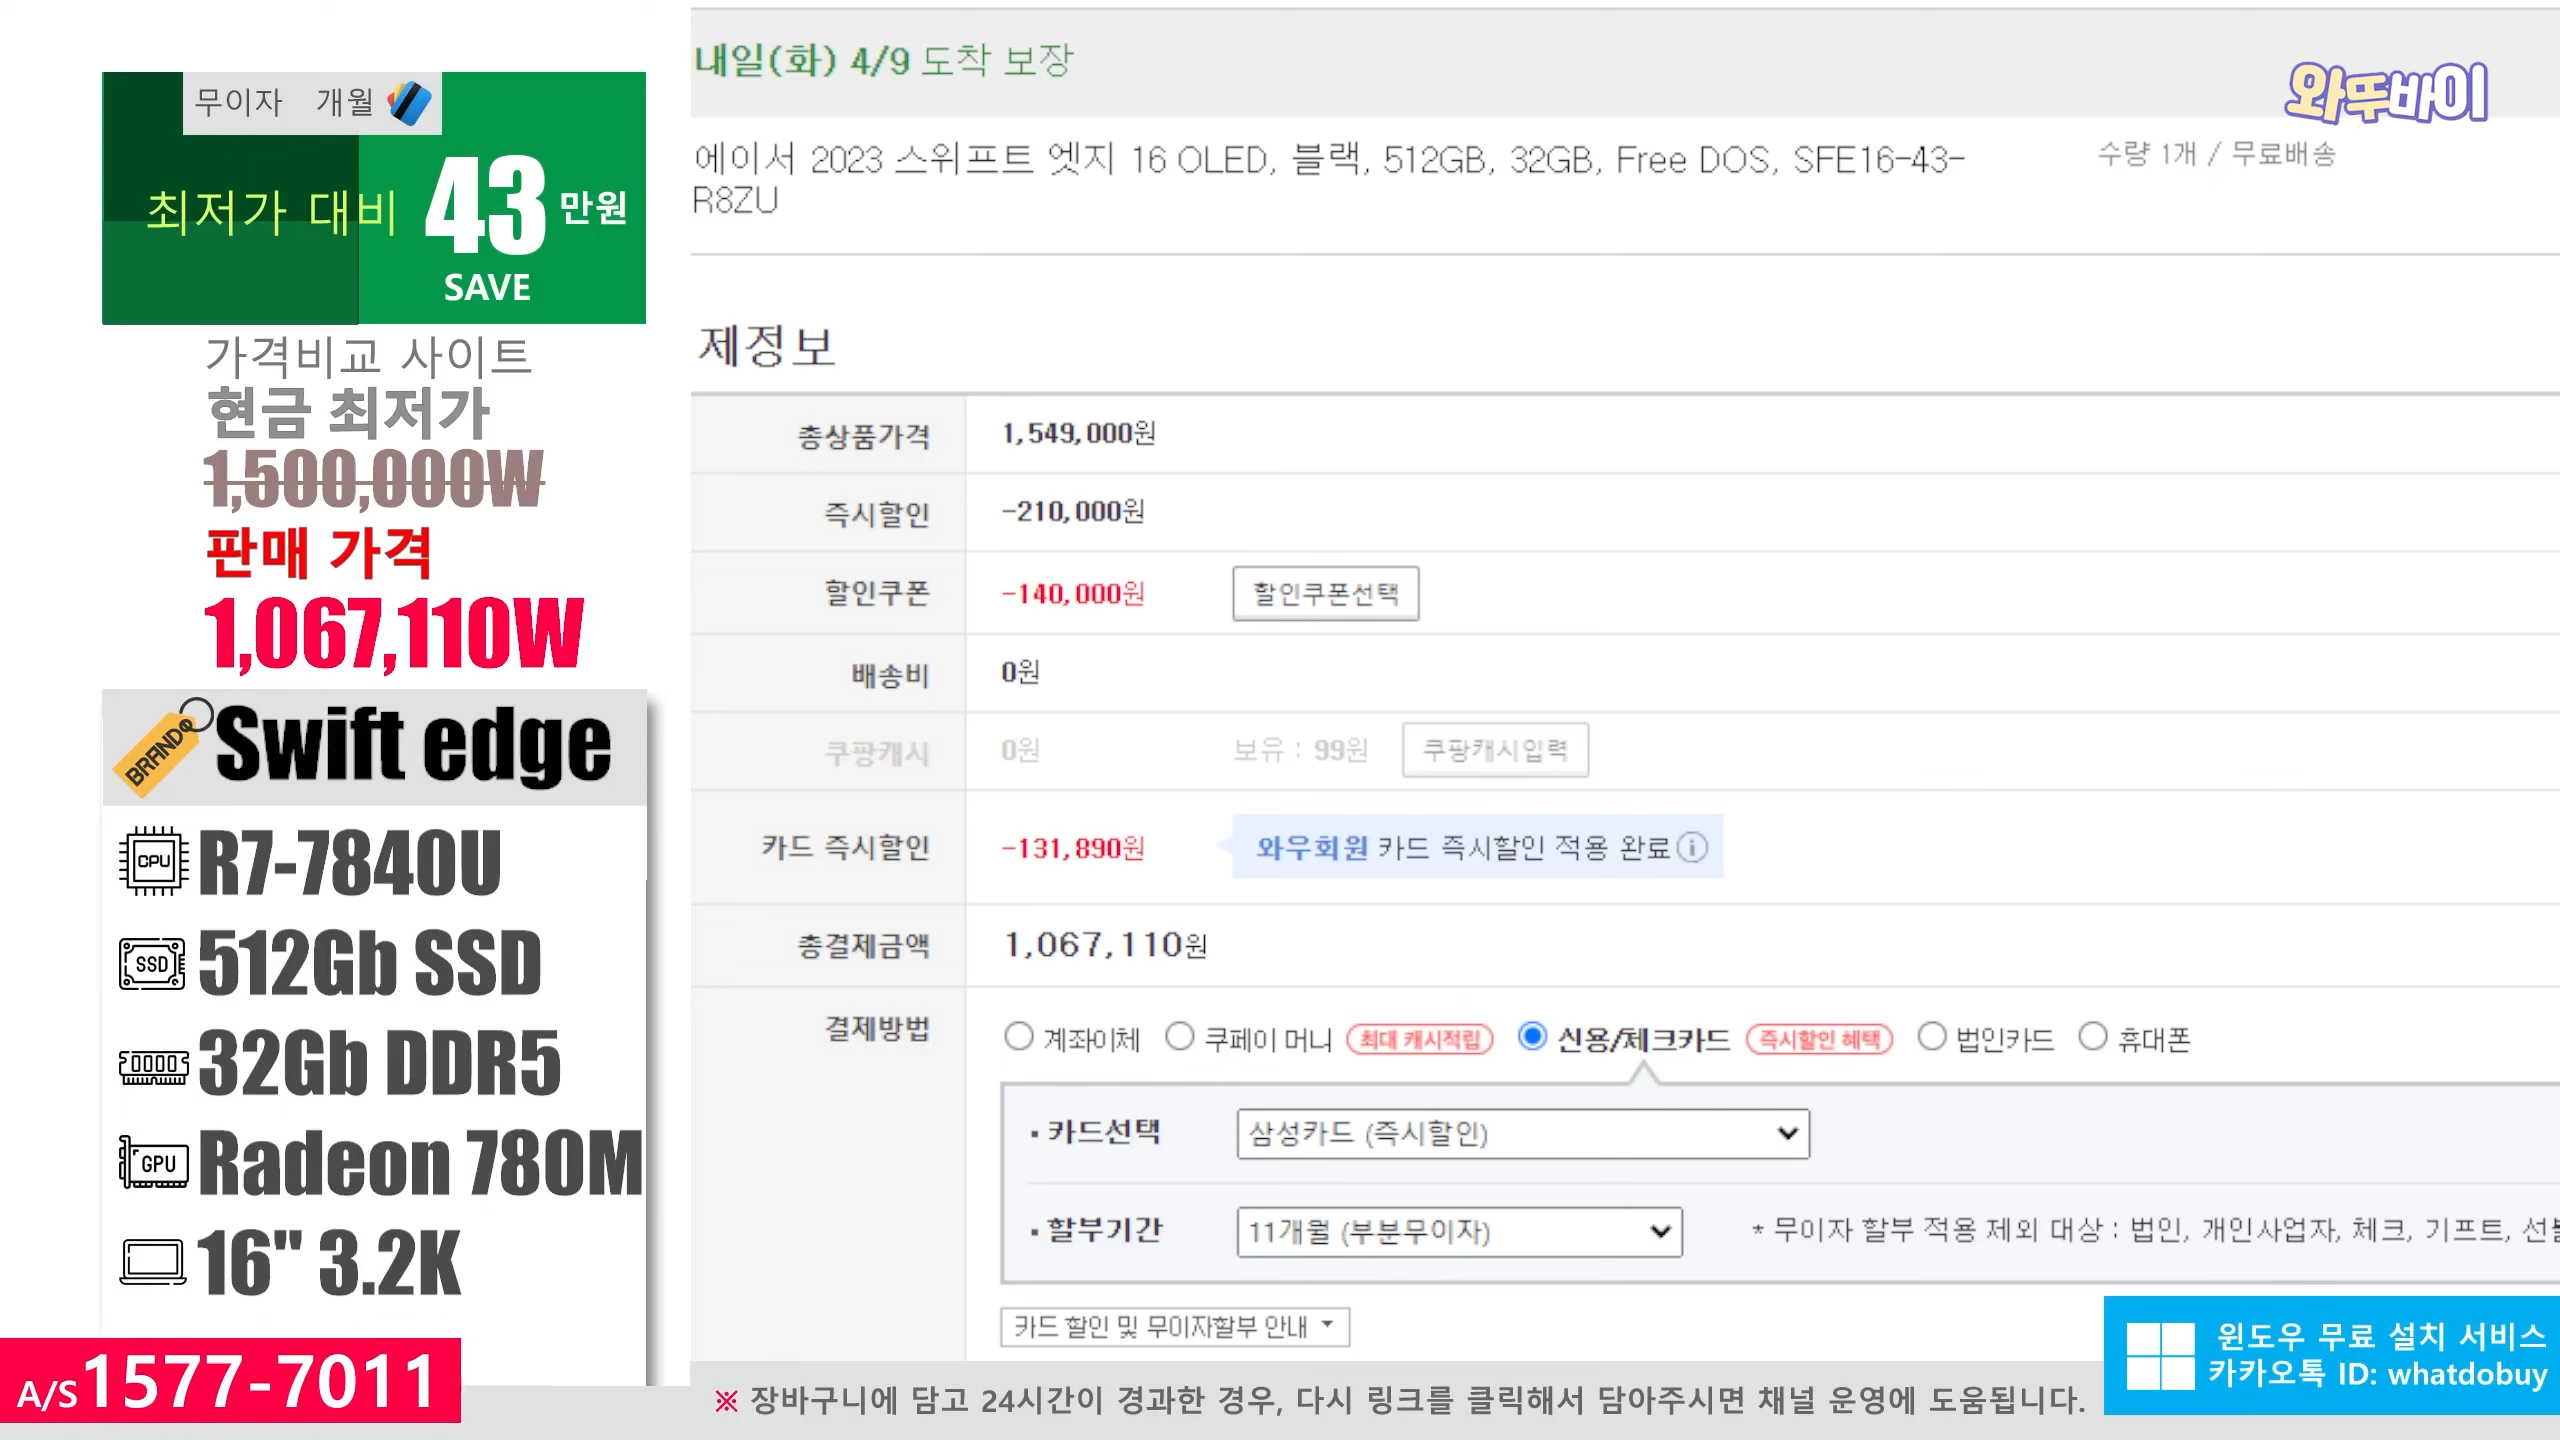 무이자 개월
최저가 대비 43 만원
SAVE
가격비교 사이트
현금 최저가
1,500,000W
판매 가격
1,067,110W
BRAND
Swift edge
CPU R7-7840U
SSD 512Gb SSD
32Gb DDR5
GPU Radeon 780M
16" 3.2K
A/S 1577-7011
내일(화) 4/9 도착 보장
와뚜바이
에이서 2023 스위프트 엣지 16 OLED, 블랙, 512GB, 32GB, Free DOS, SFE16-43-
R8ZU
수량 1개 / 무료배송
제정보
총상품가격 1,549,000원
즉시할인 -210,000원
할인쿠폰 -140,000원 할인쿠폰선택
배송비 0원
쿠팡캐시 0원 보유 : 99원 쿠팡캐시입력
카드 즉시할인 -131,890원 와우회원 카드 즉시할인 적용 완료 i
총결제금액 1,067,110원
결제방법 계좌이체 쿠페이 머니 최대 캐시적립 신용/체크카드 즉시할인 혜택 법인카드 휴대폰
카드선택 삼성카드 (즉시할인)
할부기간 11개월 (부분무이자) * 무이자 할부 적용 제외 대상 : 법인, 개인사업자, 체크, 기프트,
카드 할인 및 무이자할부 안내
※ 장바구니에 담고 24시간이 경과한 경우, 다시 링크를 클릭해서 담아주시면 채널 운영에 도움됩니다.
윈도우 무료 설치 서비스
카카오톡 ID: whatdobuy